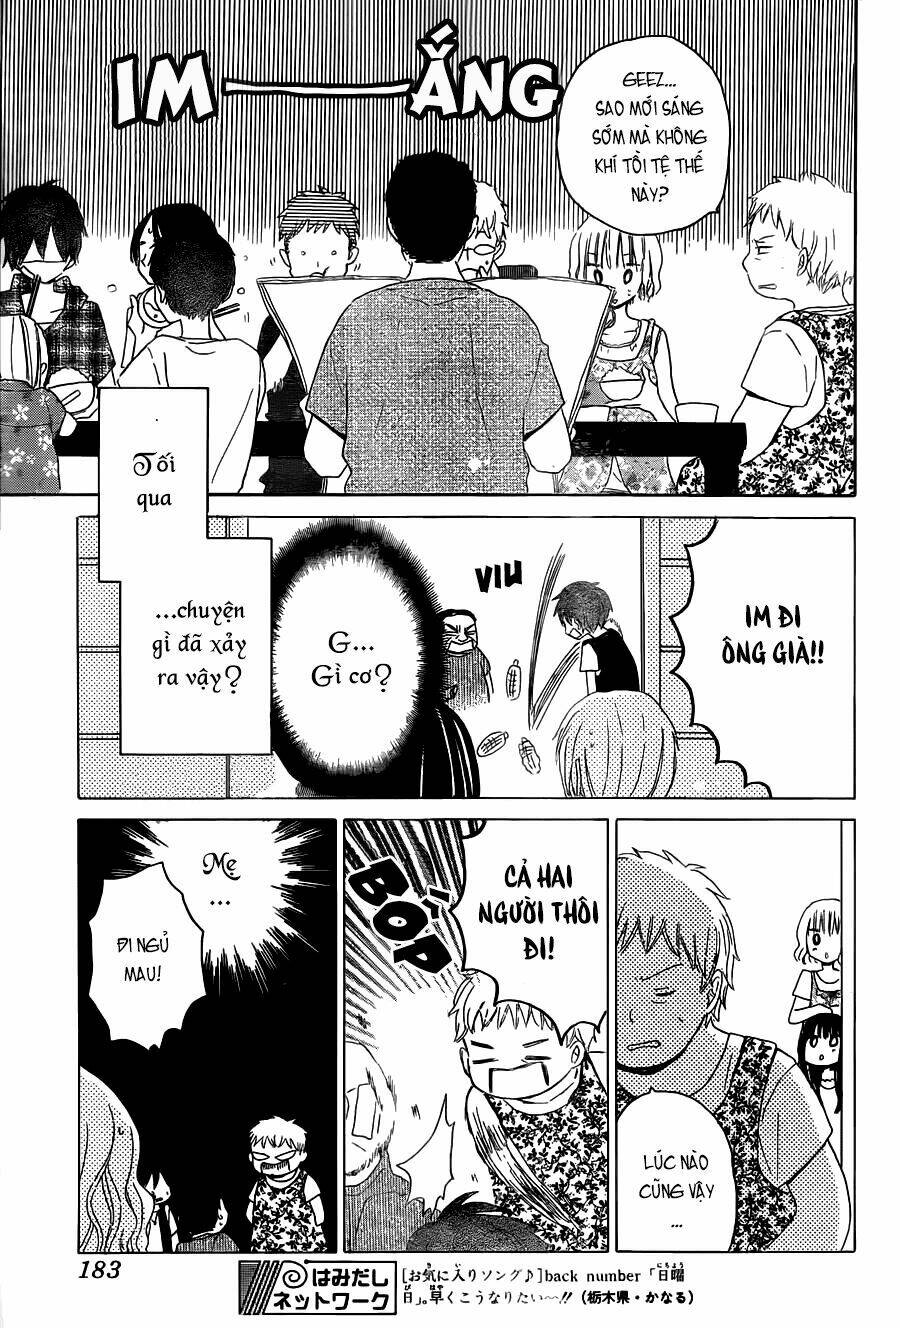 IM——ẮNG
GEEZ...
SAO MỚI SÁNG
SỚM MÀ KHÔNG
KHÍ TỒI TỆ THẾ
NÀY?
IM ĐI
ÔNG GIÀ!!
VIU
G...
Gì cơ?
Tối
qua
...chuyện
gì đã xảy
ra vậy?
LÚC NÀO
CŨNG VẬY
...
CẢ HAI
NGƯỜI THÔI
ĐI!
BỐP
Mẹ
...
ĐI NGỦ
MAU!
183
はみだし
ネットワーク
[お気に入りソング♪]back number「日曜
日」。早くこうなりたい〜!!(栃木県・かなる)